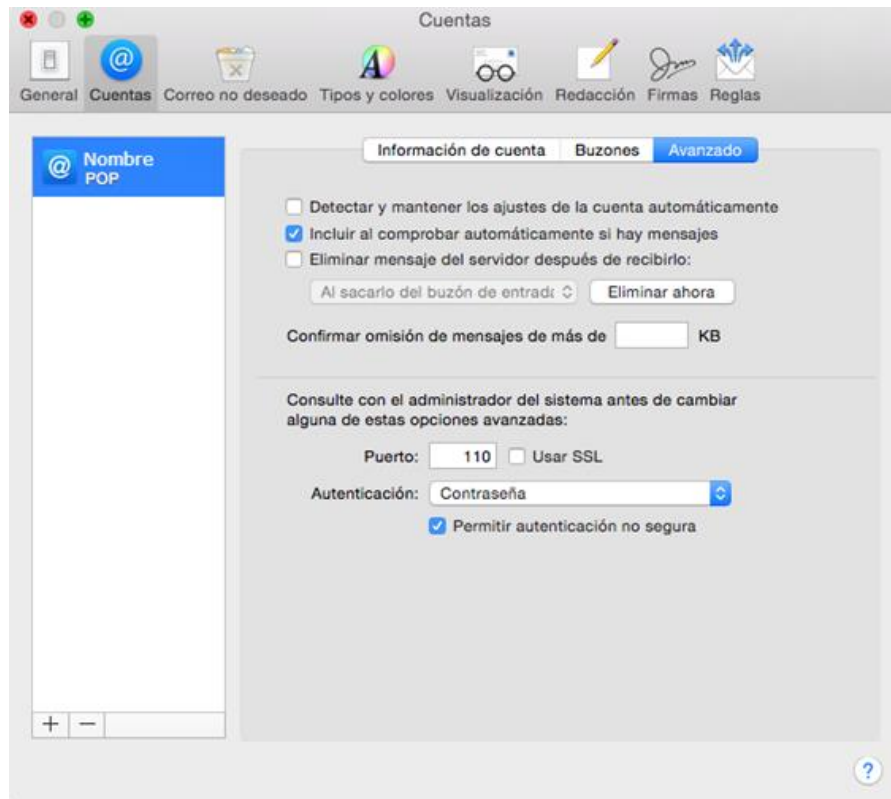 Cuentas
General Cuentas Correo no deseado Tipos y colores Visualización Redacción Firmas Reglas
Nombre
POP
Información de cuenta Buzones Avanzado
Detectar y mantener los ajustes de la cuenta automáticamente
Incluir al comprobar automáticamente si hay mensajes
Eliminar mensaje del servidor después de recibirlo:
Al sacarlo del buzón de entrada Eliminar ahora
Confirmar omisión de mensajes de más de KB
Consulte con el administrador del sistema antes de cambiar
alguna de estas opciones avanzadas:
Puerto: 110 Usar SSL
Autenticación: Contraseña
Permitir autenticación no segura